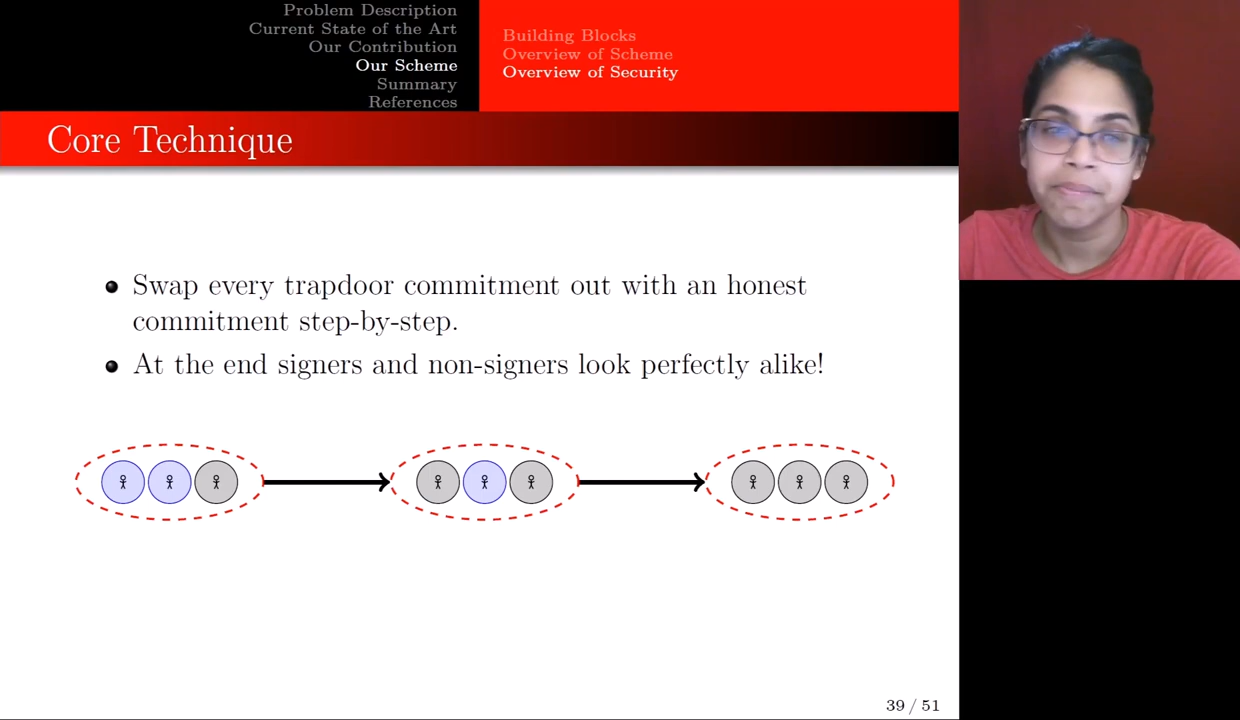 Problem Description
Current State of the Art
Our Contribution
Our Scheme
Summary
References
Building Blocks
Overview of Scheme
Overview of Security
Core Technique
Swap every trapdoor commitment out with an honest
commitment step-by-step.
At the end signers and non-signers look perfectly alike!
39 / 51